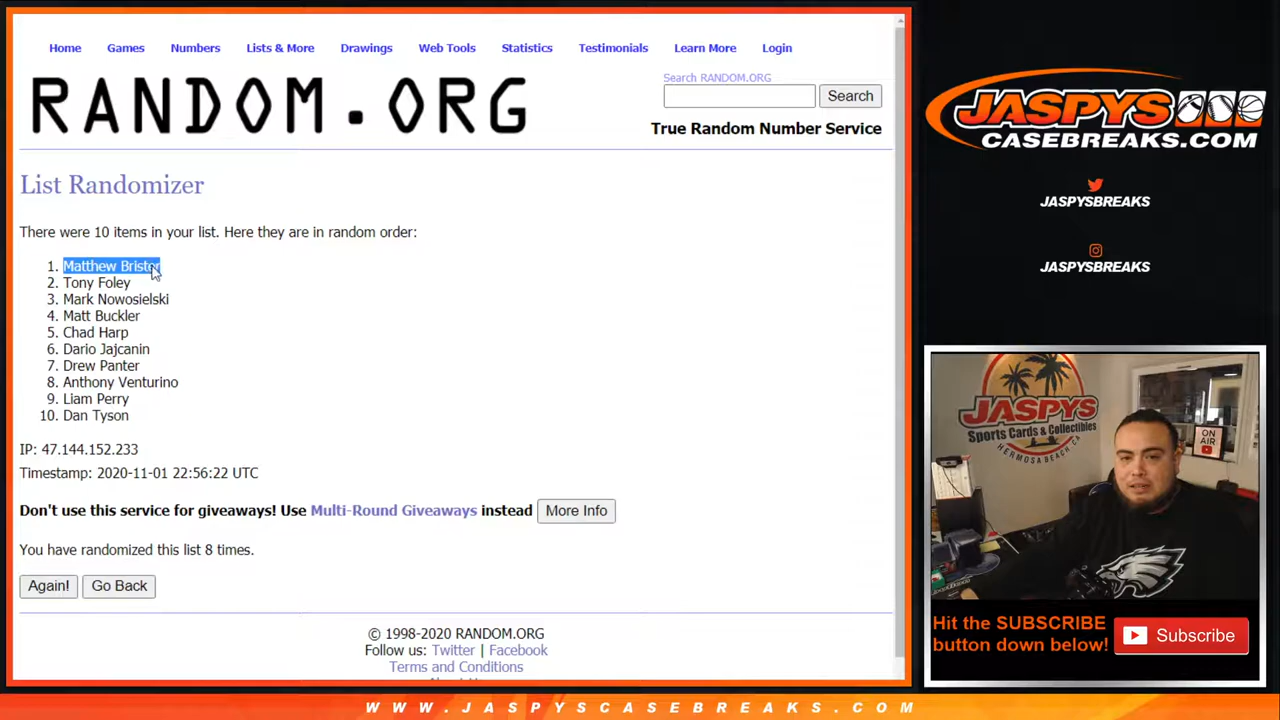 Home Games Numbers Lists & More Drawings Web Tools Statistics Testimonials Learn More Login
RANDOM.ORG
Search RANDOM.ORG
Search
True Random Number Service
List Randomizer
There were 10 items in your list. Here they are in random order:
1. Matthew Bristor
2. Tony Foley
3. Mark Nowosielski
4. Matt Buckler
5. Chad Harp
6. Dario Jajcanin
7. Drew Panter
8. Anthony Venturino
9. Liam Perry
10. Dan Tyson
IP: 47.144.152.233
Timestamp: 2020-11-01 22:56:22 UTC
Don't use this service for giveaways! Use Multi-Round Giveaways instead More Info
You have randomized this list 8 times.
Again! Go Back
© 1998-2020 RANDOM.ORG
Follow us: Twitter | Facebook
Terms and Conditions
JASPYS
CASEBREAKS.COM
JASPYSBREAKS
JASPYSBREAKS
JASPYS
Sports Cards & Collectibles
HERMOSA BEACH CA
ON
AIR
Hit the SUBSCRIBE
button down below!
Subscribe
WWW.JASPYSCASEBREAKS.COM